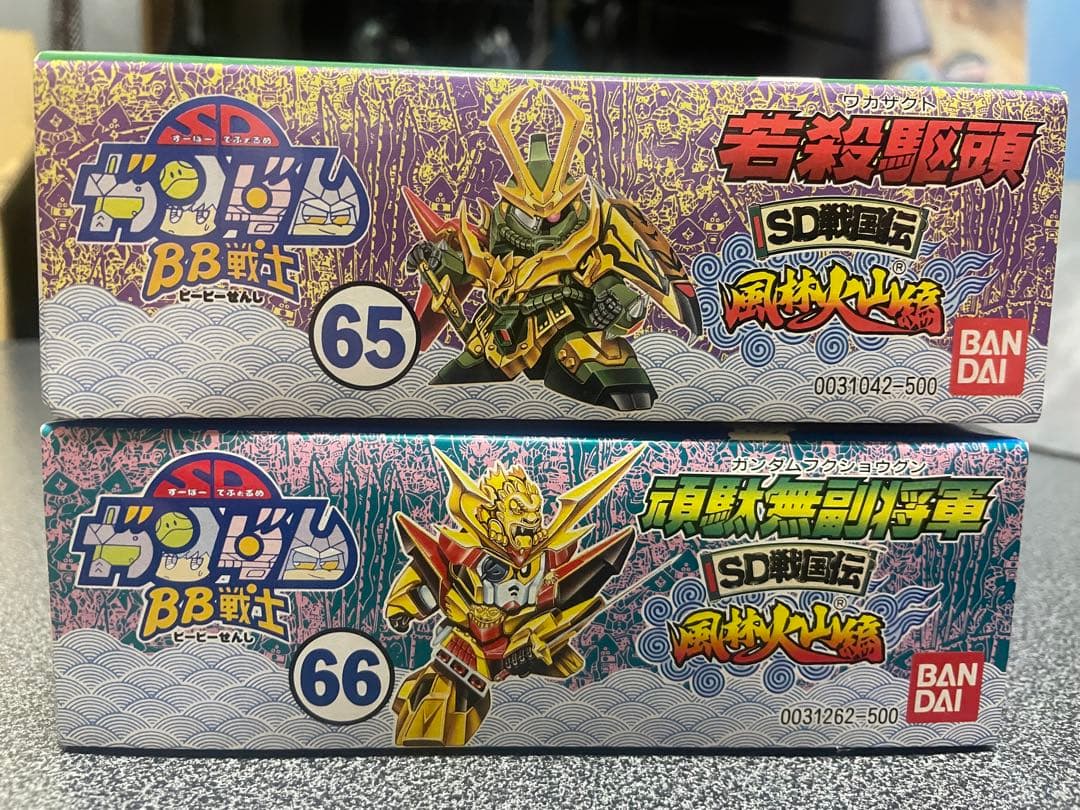 SD
すーぱー でふぉるめ
ガンダム
BB戦士
ビービーせんし
65
ワカザクト
若殺駆頭
SD戦国伝
風林火山編
®
BAN
DAI
0031042-500
SD
すーぱー でふぉるめ
ガンダム
BB戦士
ビービーせんし
66
ガンダムフクショウグン
頑駄無副将軍
SD戦国伝
風林火山編
®
BAN
DAI
0031262-500